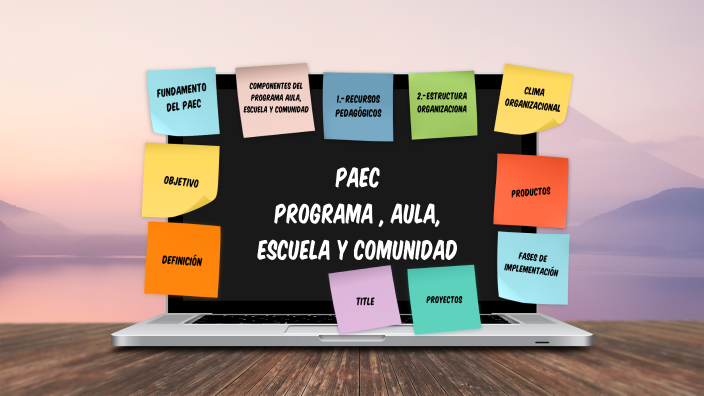 FUNDAMENTO
DEL PAEC
COMPONENTES DEL
PROGRAMA AULA,
ESCUELA Y COMUNIDAD
1.-RECURSOS
PEDAGÓGICOS
2.-ESTRUCTURA
ORGANIZACIONA
CLIMA
ORGANIZACIONAL
OBJETIVO
PAEC
PROGRAMA , AULA,
ESCUELA Y COMUNIDAD
PRODUCTOS
DEFINICIÓN
FASES DE
IMPLEMENTACIÓN
TITLE
PROYECTOS